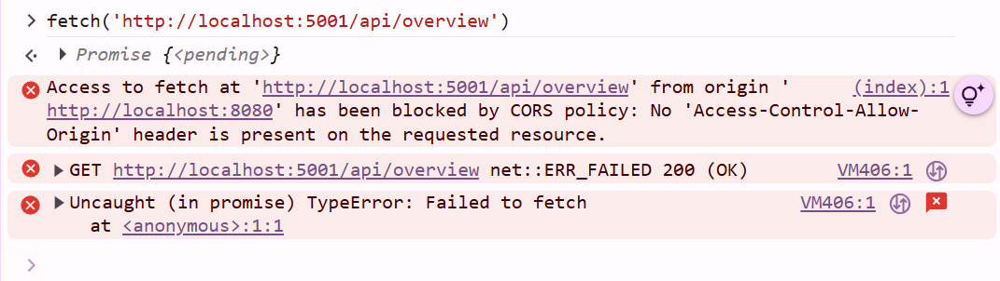 > fetch('http://localhost:5001/api/overview')
Promise {<pending>}
Access to fetch at 'http://localhost:5001/api/overview' from origin ' (index):1
http://localhost:8080' has been blocked by CORS policy: No 'Access-Control-Allow-
Origin' header is present on the requested resource.
GET http://localhost:5001/api/overview net::ERR_FAILED 200 (OK) VM406:1
Uncaught (in promise) TypeError: Failed to fetch VM406:1
at <anonymous>:1:1
>